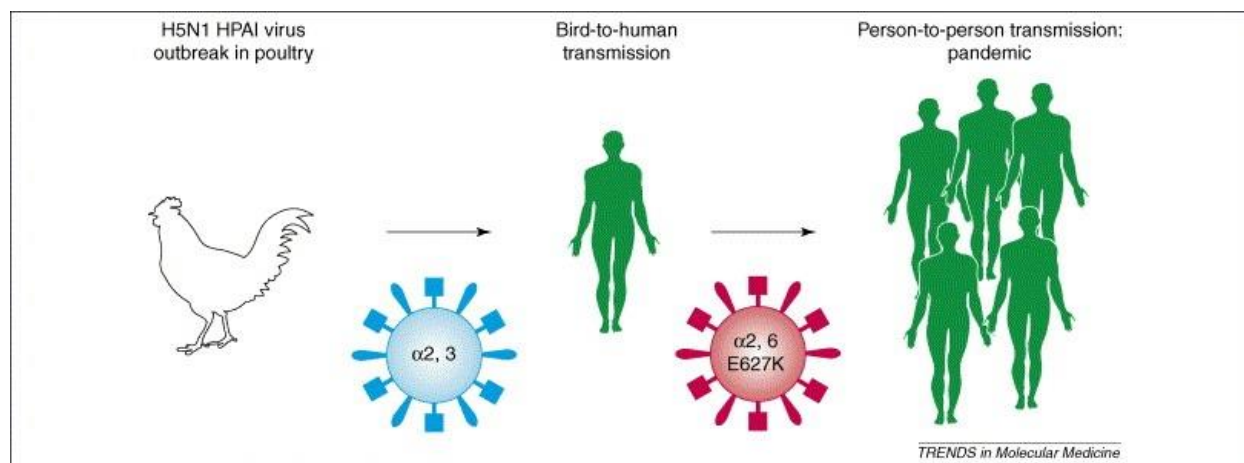 H5N1 HPAI virus
outbreak in poultry
Bird-to-human
transmission
Person-to-person transmission:
pandemic
α2, 3
α2, 6
E627K
TRENDS in Molecular Medicine